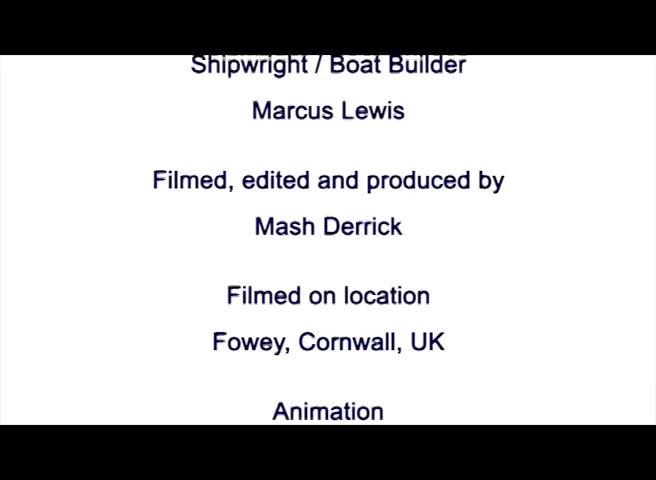 Shipwright / Boat Builder
Marcus Lewis
Filmed, edited and produced by
Mash Derrick
Filmed on location
Fowey, Cornwall, UK
Animation